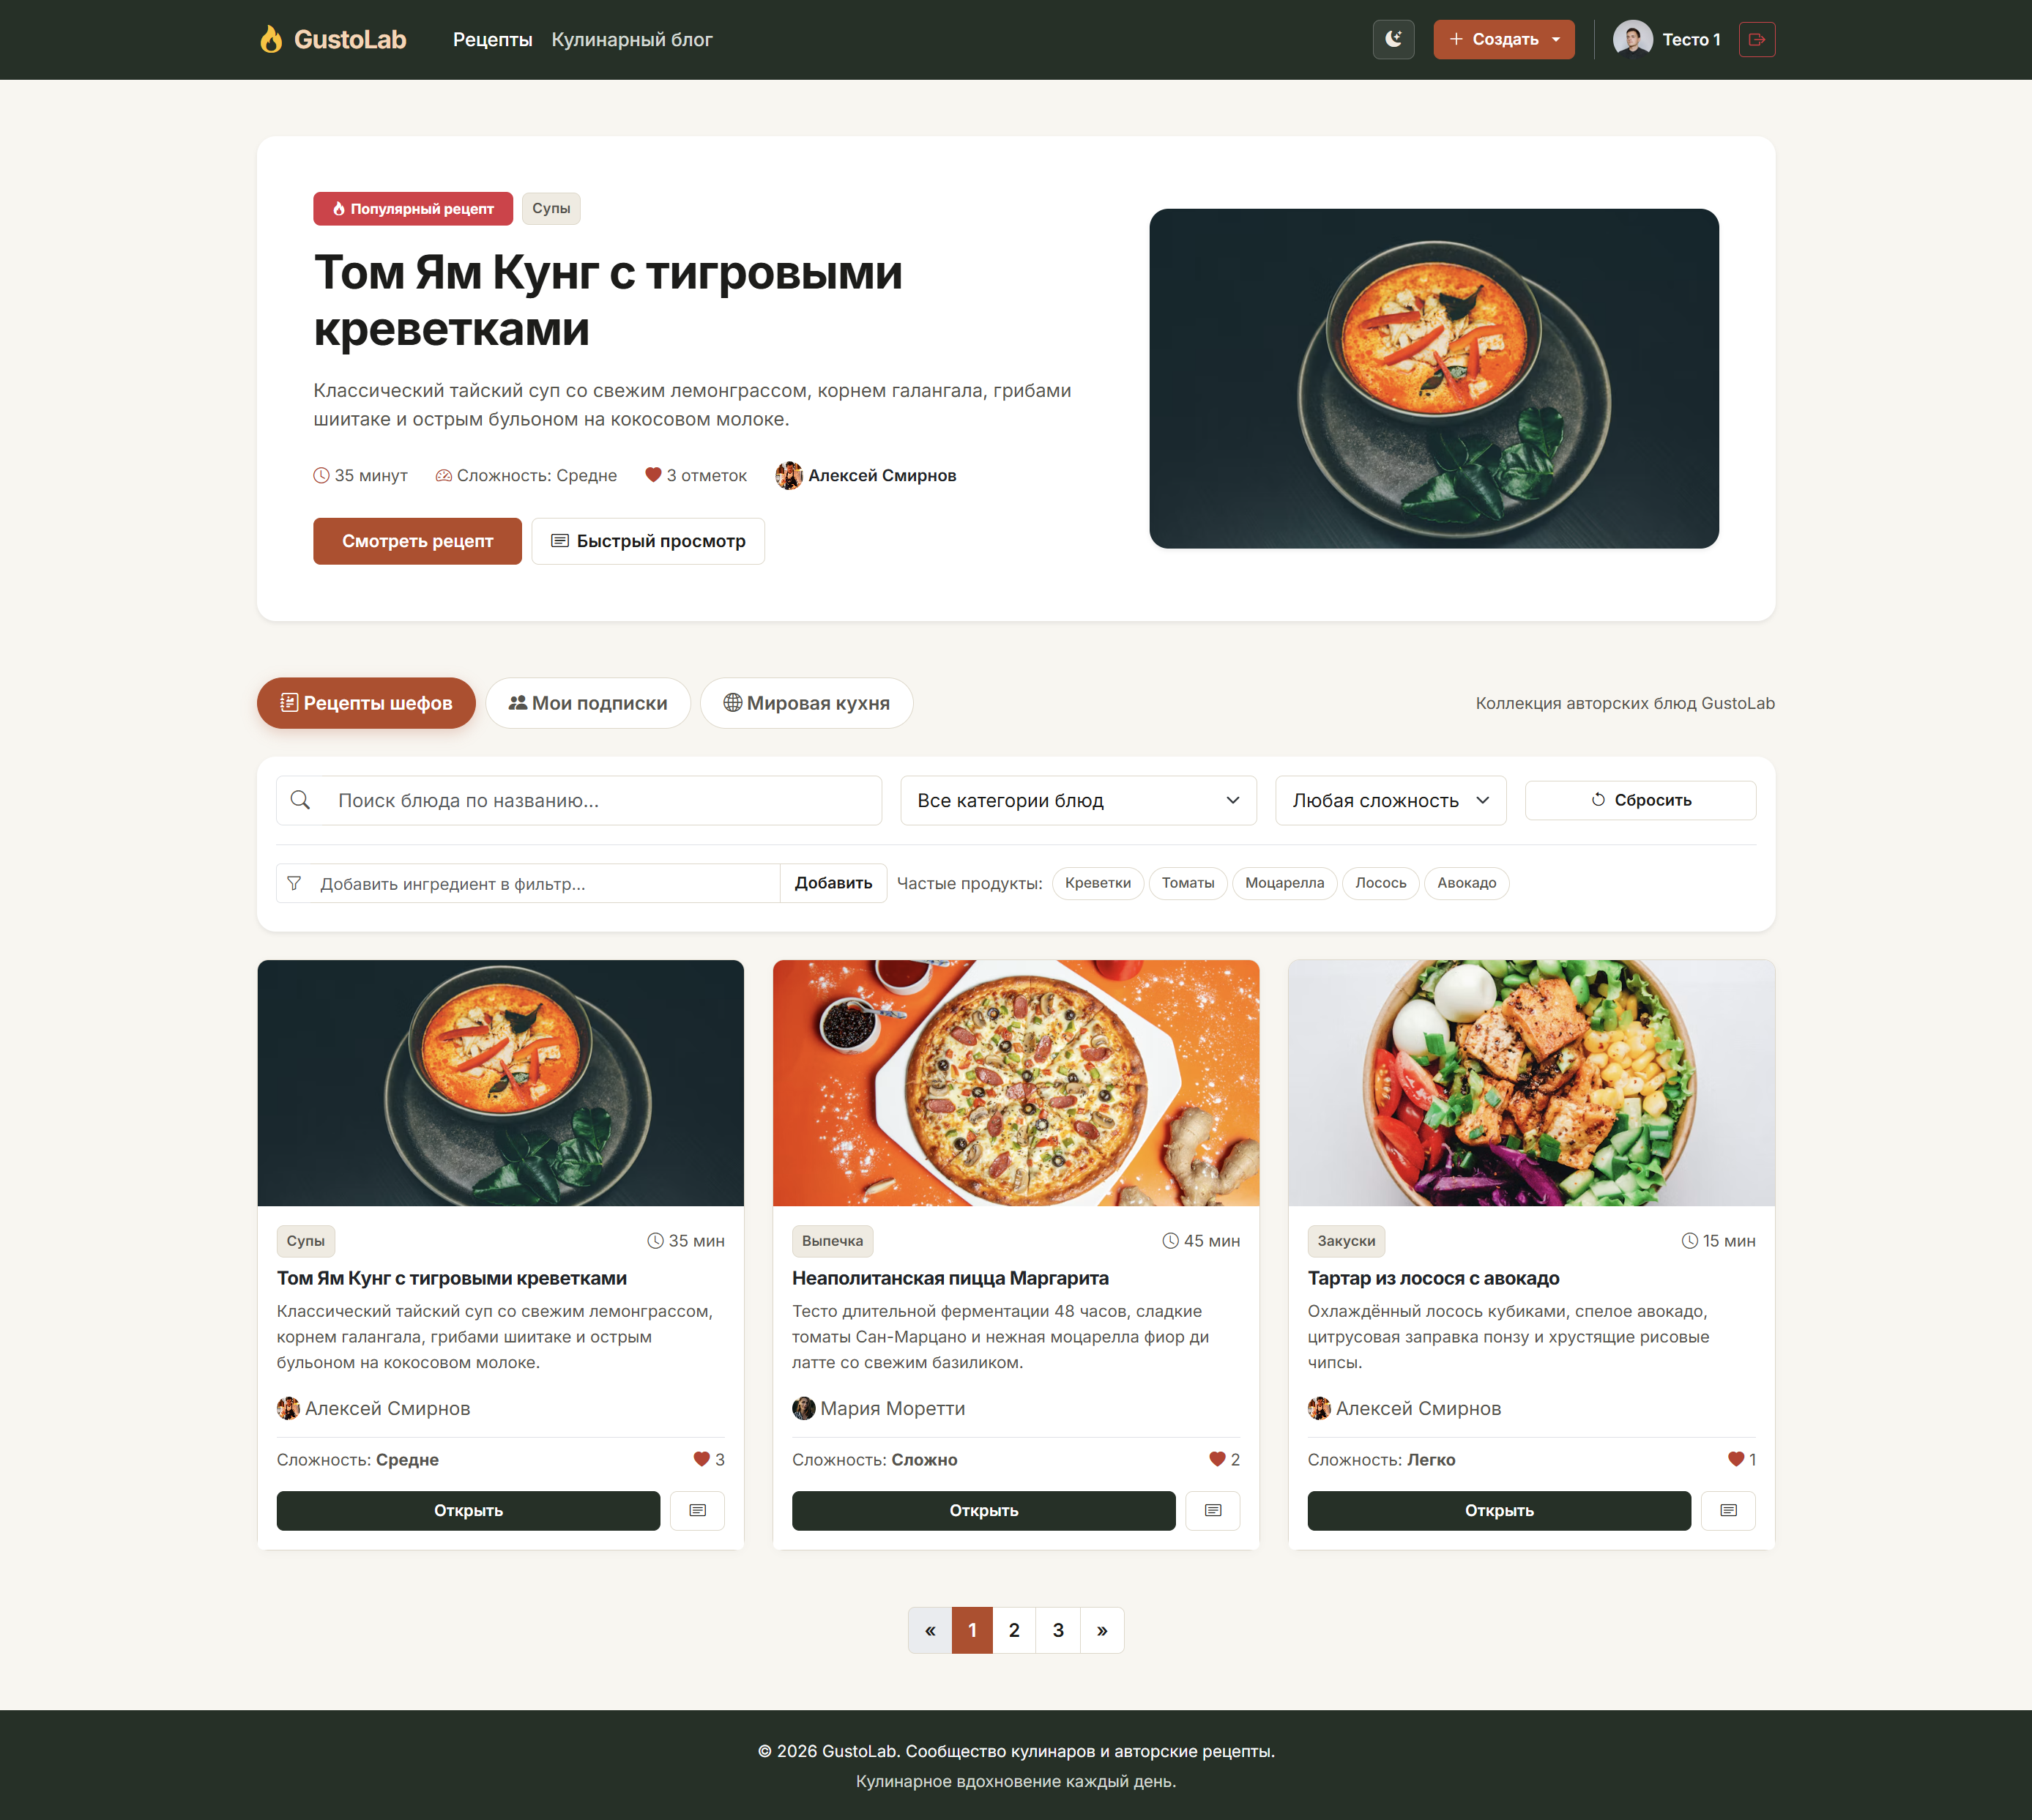 GustoLab
Рецепты
Кулинарный блог
Создать
Тесто 1
Популярный рецепт
Супы
Том Ям Кунг с тигровыми
креветками
Классический тайский суп со свежим лемонграссом, корнем галангала, грибами
шиитаке и острым бульоном на кокосовом молоке.
35 минут
Сложность: Средне
3 отметок
Алексей Смирнов
Смотреть рецепт
Быстрый просмотр
Рецепты шефов
Мои подписки
Мировая кухня
Коллекция авторских блюд GustoLab
Поиск блюда по названию...
Все категории блюд
Любая сложность
Сбросить
Добавить ингредиент в фильтр...
Добавить
Частые продукты:
Креветки
Томаты
Моцарелла
Лосось
Авокадо
Супы
35 мин
Том Ям Кунг с тигровыми креветками
Классический тайский суп со свежим лемонграссом,
корнем галангала, грибами шиитаке и острым
бульоном на кокосовом молоке.
Алексей Смирнов
Сложность: Средне
3
Открыть
Выпечка
45 мин
Неаполитанская пицца Маргарита
Тесто длительной ферментации 48 часов, сладкие
томаты Сан-Марцано и нежная моцарелла фиор ди
латте со свежим базиликом.
Мария Моретти
Сложность: Сложно
2
Открыть
Закуски
15 мин
Тартар из лосося с авокадо
Охлаждённый лосось кубиками, спелое авокадо,
цитрусовая заправка понзу и хрустящие рисовые
чипсы.
Алексей Смирнов
Сложность: Легко
1
Открыть
« 1 2 3 »
© 2026 GustoLab. Сообщество кулинаров и авторские рецепты.
Кулинарное вдохновение каждый день.